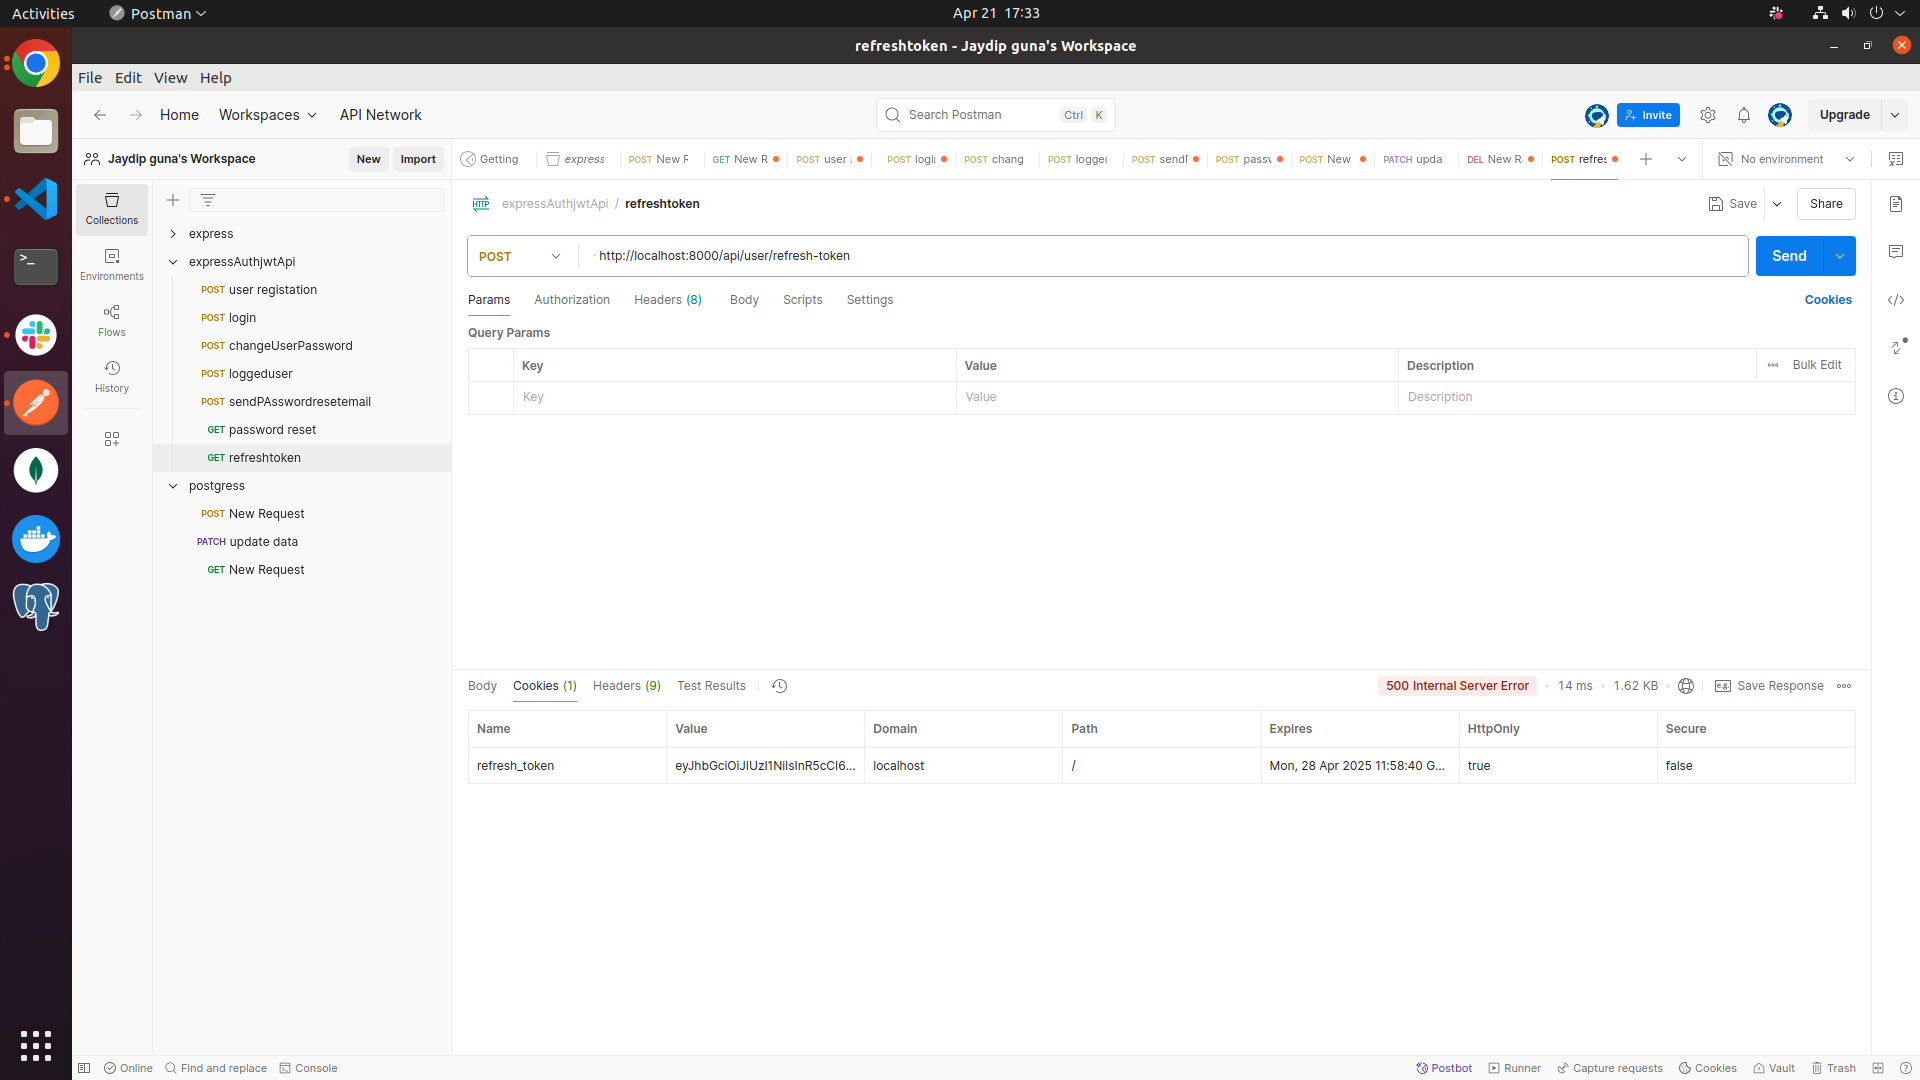 Activities
Postman
Apr 21 17:33
refreshtoken - Jaydip guna's Workspace
File Edit View Help
Home Workspaces API Network
Search Postman Ctrl K
Invite
Upgrade
Jaydip guna's Workspace New Import
Getting
express
POST New R
GET New R
POST user
POST logi
POST chang
POST logged
POST send
POST passw
POST New
PATCH upda
DEL New R
POST refres
No environment
Collections
Environments
Flows
History
express
expressAuthjwtApi
POST user registation
POST login
POST changeUserPassword
POST loggeduser
POST sendPAsswordresetemail
GET password reset
GET refreshtoken
postgress
POST New Request
PATCH update data
GET New Request
HTTP expressAuthjwtApi / refreshtoken
Save Share
POST http://localhost:8000/api/user/refresh-token Send
Params Authorization Headers (8) Body Scripts Settings Cookies
Query Params
Key Value Description Bulk Edit
Key Value Description
Body Cookies (1) Headers (9) Test Results
500 Internal Server Error • 14 ms • 1.62 KB • e.g. Save Response
Name Value Domain Path Expires HttpOnly Secure
refresh_token eyJhbGciOiJIUzI1NiIsInR5cCI6... localhost / Mon, 28 Apr 2025 11:58:40 G... true false
Online Find and replace Console
Postbot Runner Capture requests Cookies Vault Trash